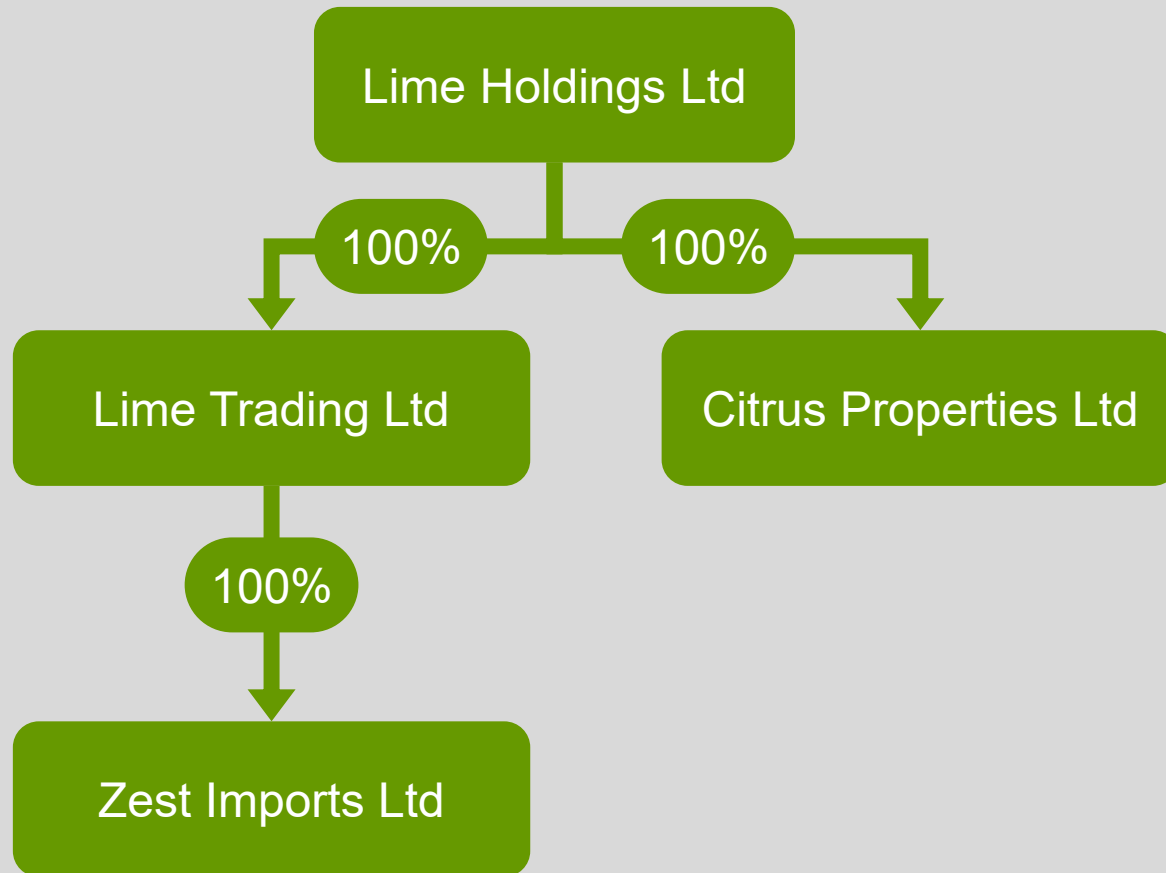 Lime Holdings Ltd
100%
100%
Lime Trading Ltd
Citrus Properties Ltd
100%
Zest Imports Ltd